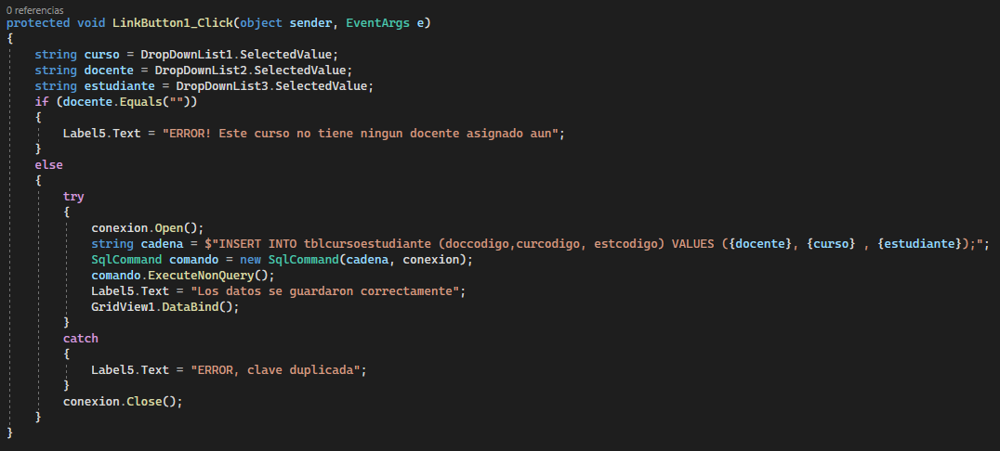 0 referencias
protected void LinkButton1_Click(object sender, EventArgs e)
{
string curso = DropDownList1.SelectedValue;
string docente = DropDownList2.SelectedValue;
string estudiante = DropDownList3.SelectedValue;
if (docente.Equals(""))
{
Label5.Text = "ERROR! Este curso no tiene ningun docente asignado aun";
}
else
{
try
{
conexion.Open();
string cadena = $"INSERT INTO tblcursoestudiante (doccodigo,curcodigo, estcodigo) VALUES ({docente}, {curso} , {estudiante});";
SqlCommand comando = new SqlCommand(cadena, conexion);
comando.ExecuteNonQuery();
Label5.Text = "Los datos se guardaron correctamente";
GridView1.DataBind();
}
catch
{
Label5.Text = "ERROR, clave duplicada";
}
conexion.Close();
}
}